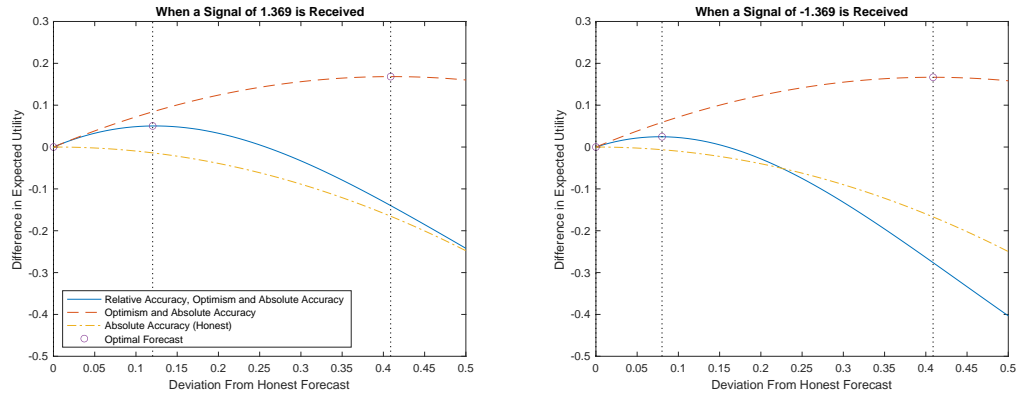 When a Signal of 1.369 is Received
0.3
0.2
0.1
0
-0.1
-0.2
-0.3
-0.4
-0.5
Difference in Expected Utility
Relative Accuracy, Optimism and Absolute Accuracy
Optimism and Absolute Accuracy
Absolute Accuracy (Honest)
Optimal Forecast
0 0.05 0.1 0.15 0.2 0.25 0.3 0.35 0.4 0.45 0.5
Deviation From Honest Forecast
When a Signal of -1.369 is Received
0.3
0.2
0.1
0
-0.1
-0.2
-0.3
-0.4
-0.5
Difference in Expected Utility
0 0.05 0.1 0.15 0.2 0.25 0.3 0.35 0.4 0.45 0.5
Deviation From Honest Forecast